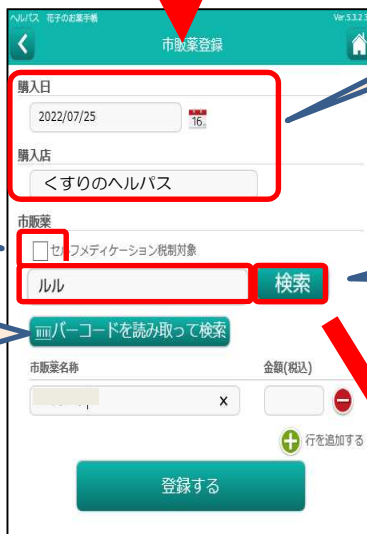 ヘルパス 花子のお薬手帳 Ver.5.3.2.3
市販薬登録
購入日
2022/07/25 16
購入店
くすりのヘルパス
市販薬
セルフメディケーション税制対象
ルル 検索
バーコードを読み取って検索
市販薬名称 金額(税込)
x
行を追加する
登録する